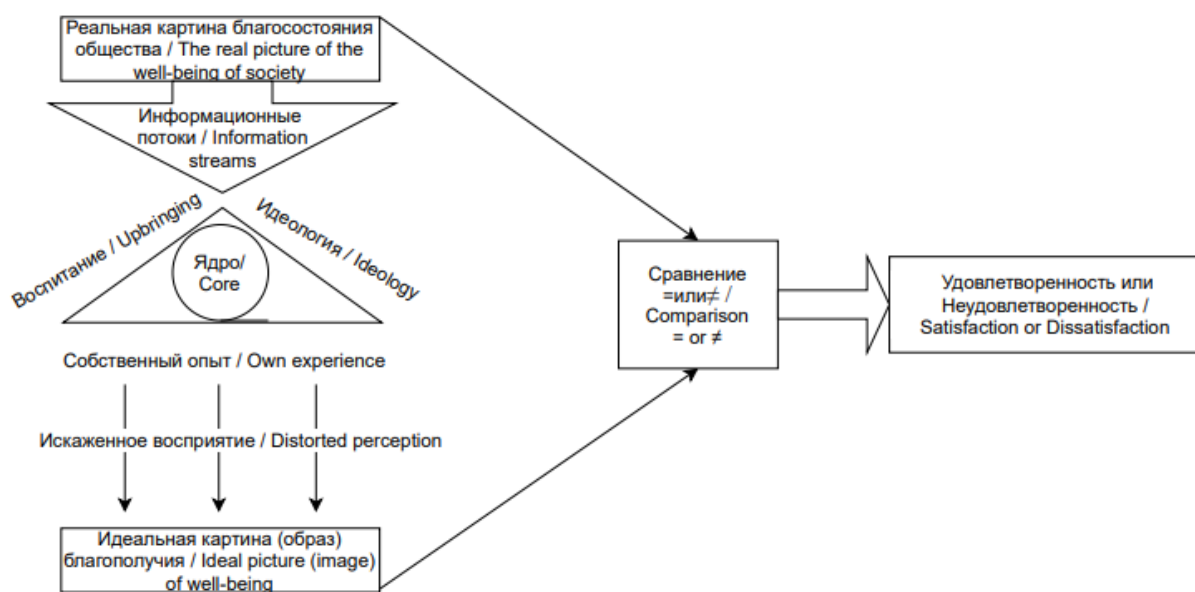 Реальная картина благосостояния
общества / The real picture of the
well-being of society
Информационные
потоки / Information
streams
Воспитание / Upbringing
Идеология / Ideology
Ядро/
Core
Собственный опыт / Own experience
Искаженное восприятие / Distorted perception
Идеальная картина (образ)
благополучия / Ideal picture (image)
of well-being
Сравнение
=или≠ /
Comparison
= or ≠
Удовлетворенность или
Неудовлетворенность /
Satisfaction or Dissatisfaction